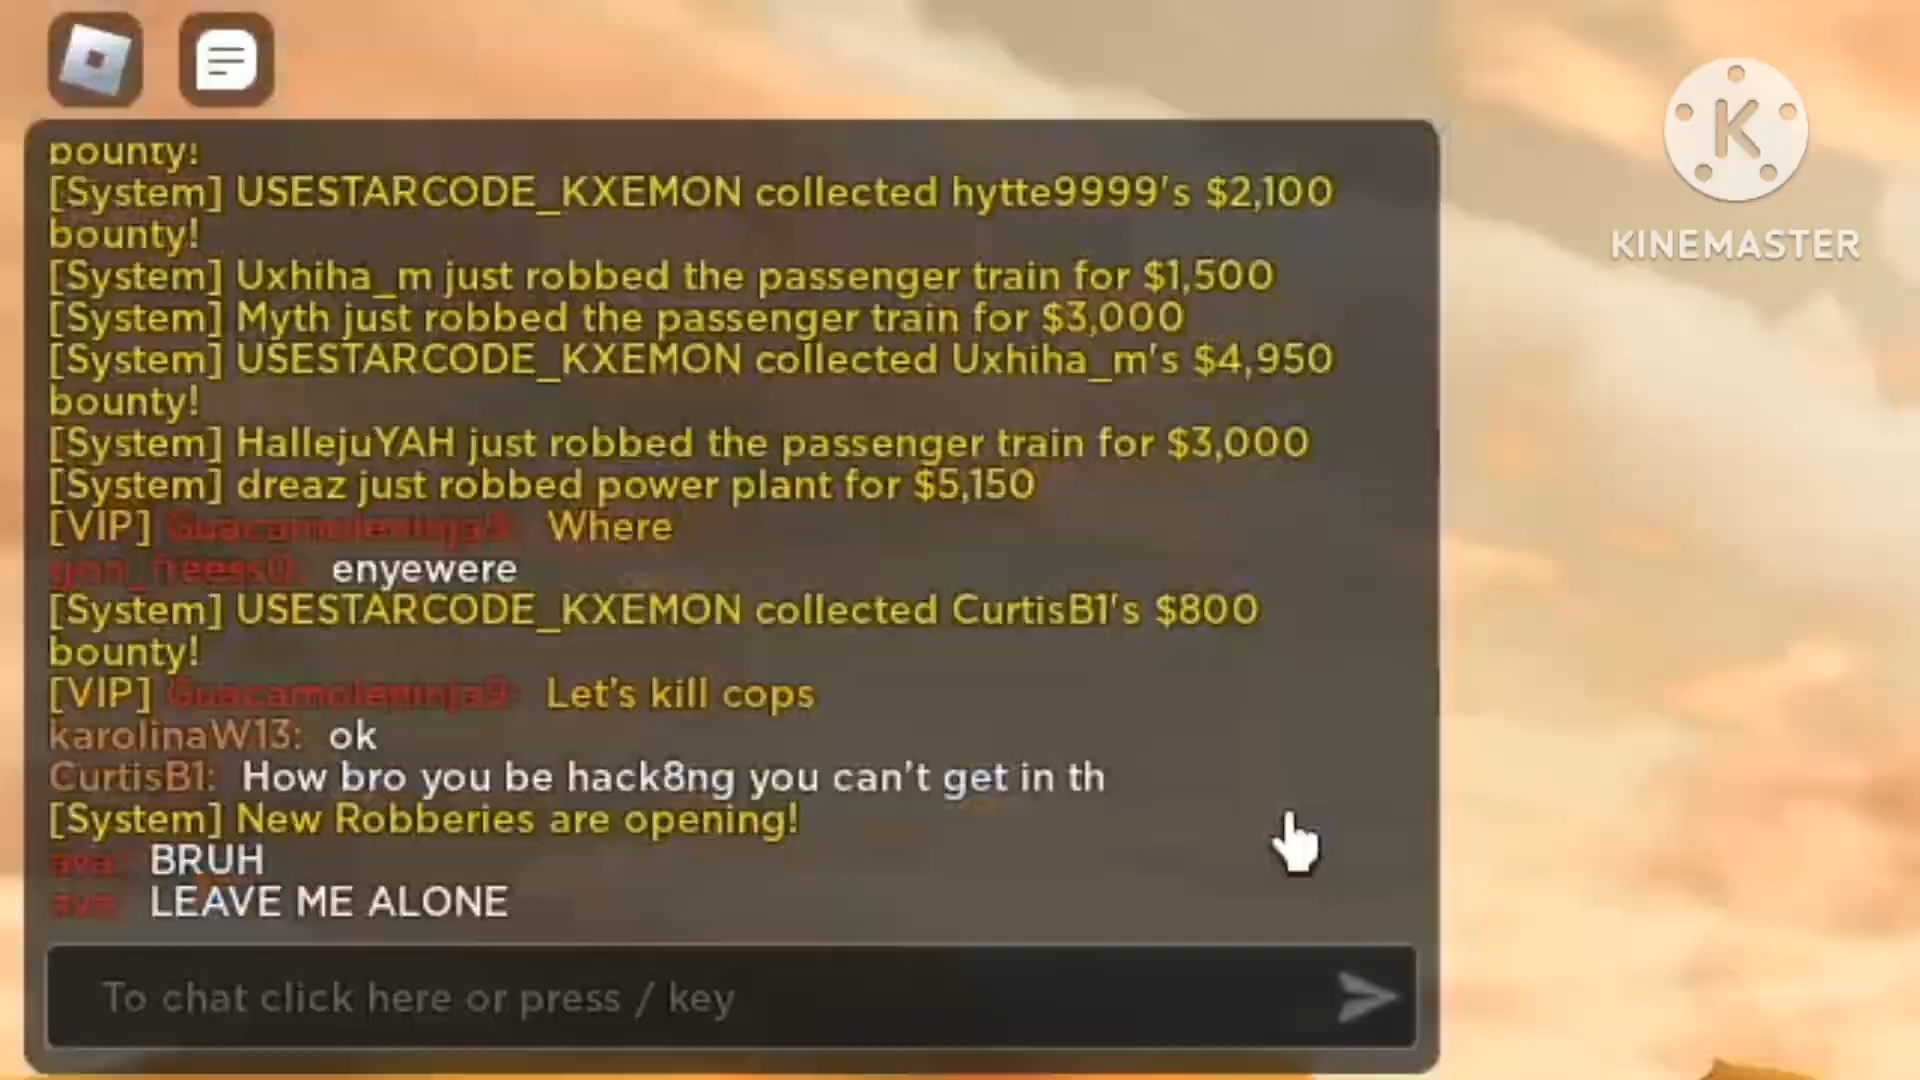 bounty!
[System] USESTARCODE_KXEMON collected hytte9999's $2,100
bounty!
[System] Uxhiha_m just robbed the passenger train for $1,500
[System] Myth just robbed the passenger train for $3,000
[System] USESTARCODE_KXEMON collected Uxhiha_m's $4,950
bounty!
[System] HallejuYAH just robbed the passenger train for $3,000
[System] dreaz just robbed power plant for $5,150
[VIP] Guacamoleninja9: Where
enyewere
[System] USESTARCODE_KXEMON collected CurtisB1's $800
bounty!
[VIP] Guacamoleninja9: Let's kill cops
karolinaW13: ok
CurtisB1: How bro you be hack8ng you can't get in th
[System] New Robberies are opening!
ava: BRUH
ava: LEAVE ME ALONE
To chat click here or press / key
K
KINEMASTER